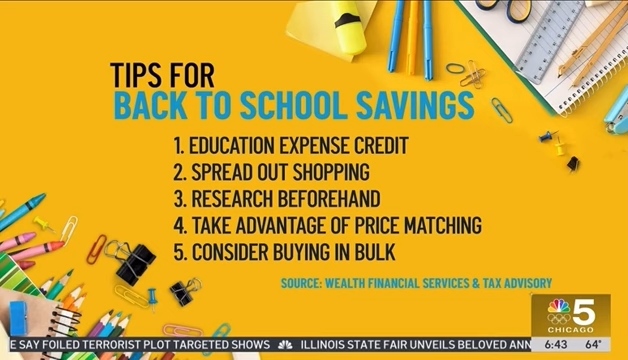 TIPS FOR
BACK TO SCHOOL SAVINGS
1. EDUCATION EXPENSE CREDIT
2. SPREAD OUT SHOPPING
3. RESEARCH BEFOREHAND
4. TAKE ADVANTAGE OF PRICE MATCHING
5. CONSIDER BUYING IN BULK
SOURCE: WEALTH FINANCIAL SERVICES & TAX ADVISORY
5
CHICAGO
E SAY FOILED TERRORIST PLOT TARGETED SHOWS ILLINOIS STATE FAIR UNVEILS BELOVED ANN
6:43 64°